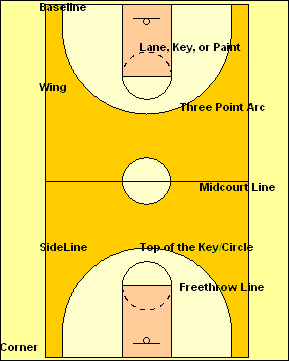 Baseline
Lane, Key, or Paint
Wing
Three Point Arc
Midcourt Line
SideLine Top of the Key/Circle
Freethrow Line
Corner